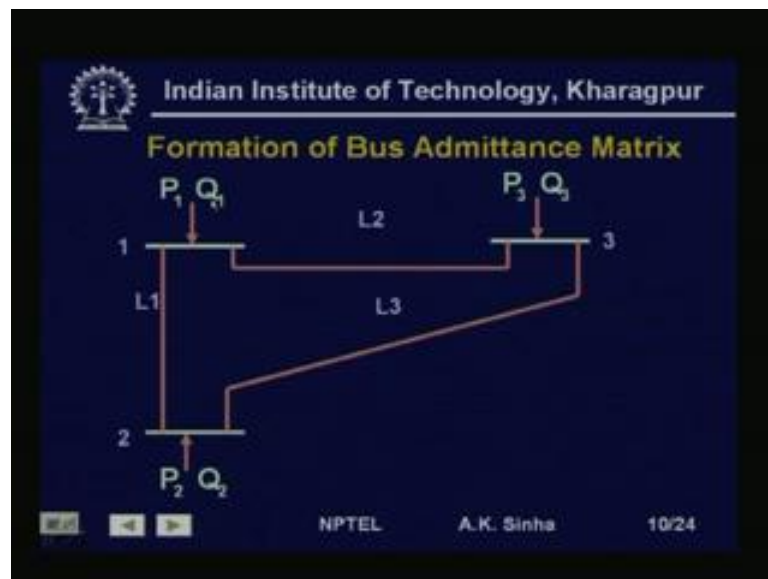 Indian Institute of Technology, Kharagpur
Formation of Bus Admittance Matrix
P1 Q1
P3 Q3
L2
1
3
L1
L3
2
P2 Q2
NPTEL A.K. Sinha 10/24